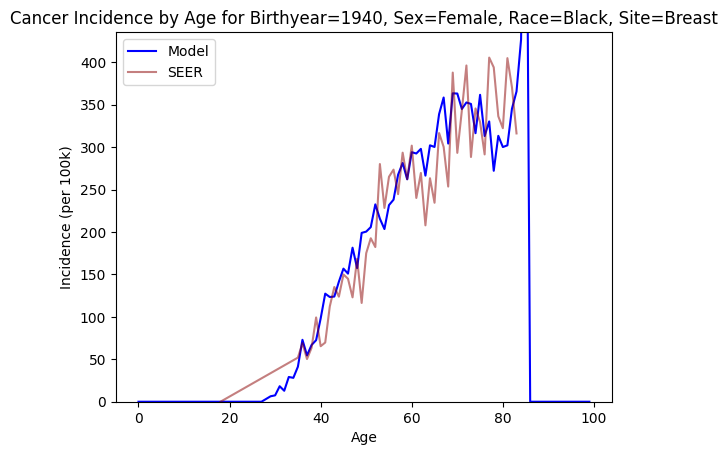 Cancer Incidence by Age for Birthyear=1940, Sex=Female, Race=Black, Site=Breast
Model
SEER
400
350
300
250
200
150
100
50
0
Incidence (per 100k)
0 20 40 60 80 100
Age